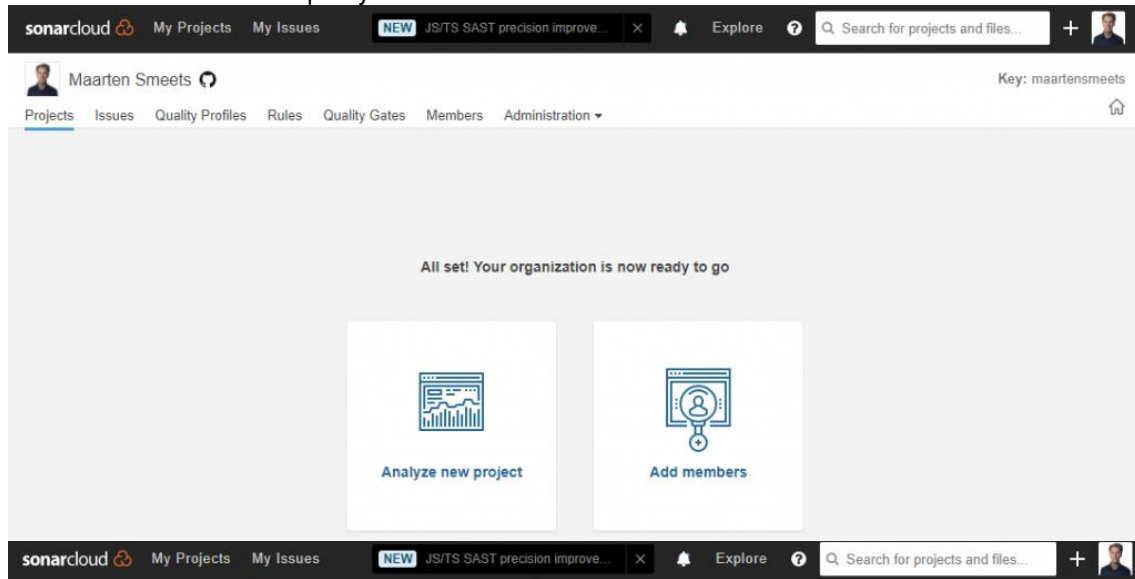 sonarcloud My Projects My Issues NEW JS/TS SAST precision improve... × Explore ? Search for projects and files... +
Maarten Smeets Key: maartensmeets
Projects Issues Quality Profiles Rules Quality Gates Members Administration
All set! Your organization is now ready to go
Analyze new project Add members
sonarcloud My Projects My Issues NEW JS/TS SAST precision improve... × Explore ? Search for projects and files... +